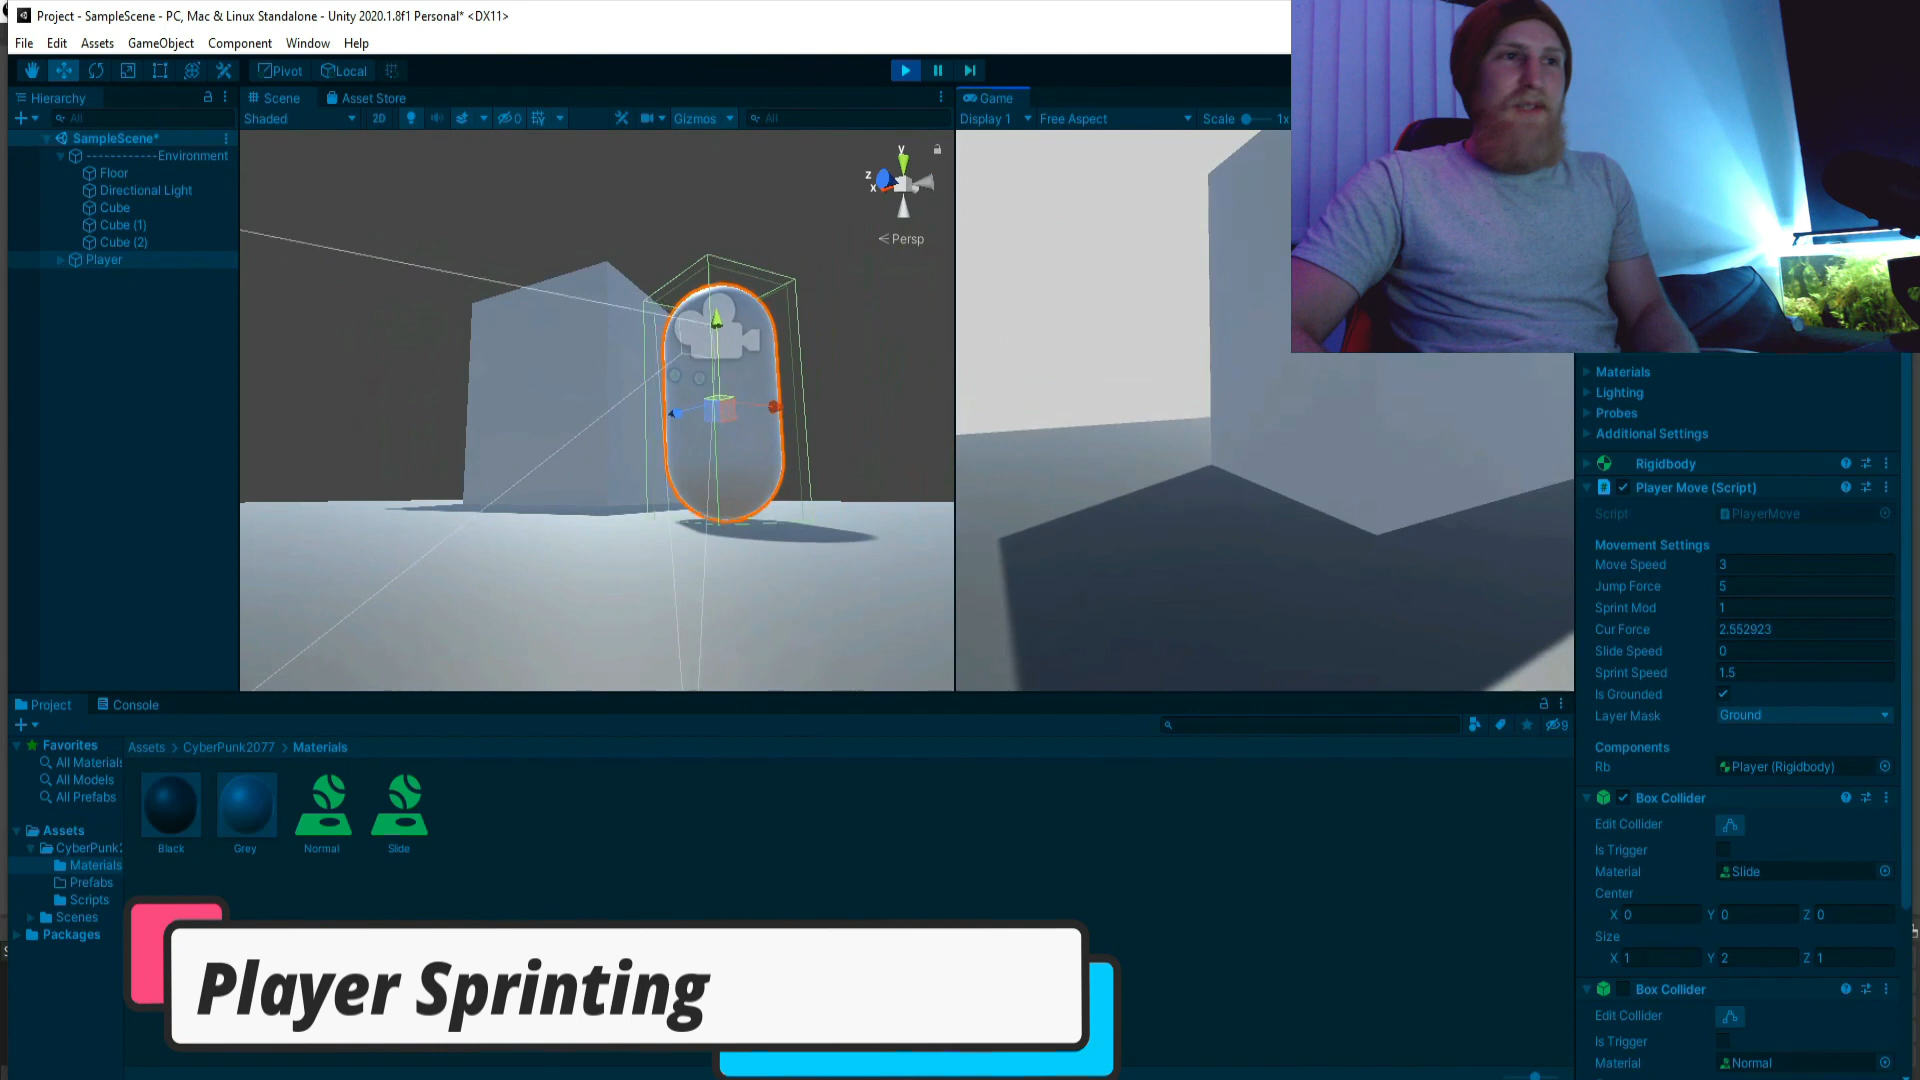 Project - SampleScene - PC, Mac & Linux Standalone - Unity 2020.1.8f1 Personal* <DX11>
File Edit Assets GameObject Component Window Help
Pivot Local
Hierarchy
All
SampleScene*
------------Environment
Floor
Directional Light
Cube
Cube (1)
Cube (2)
Player
Scene Asset Store
Shaded 2D 0 Gizmos All
y
z
x
Persp
Game
Display 1 Free Aspect Scale 1x
Materials
Lighting
Probes
Additional Settings
Rigidbody
Player Move (Script)
Script PlayerMove
Movement Settings
Move Speed 3
Jump Force 5
Sprint Mod 1
Cur Force 2.552923
Slide Speed 0
Sprint Speed 1.5
Is Grounded
Layer Mask Ground
Components
Rb Player (Rigidbody)
Box Collider
Edit Collider
Is Trigger
Material Slide
Center
X 0 Y 0 Z 0
Size
X 1 Y 2 Z 1
Box Collider
Edit Collider
Is Trigger
Material Normal
Project Console
9
Favorites
All Materials
All Models
All Prefabs
Assets
CyberPunk2
Materials
Prefabs
Scripts
Scenes
Packages
Assets > CyberPunk2077 > Materials
Black
Grey
Normal
Slide
Player Sprinting